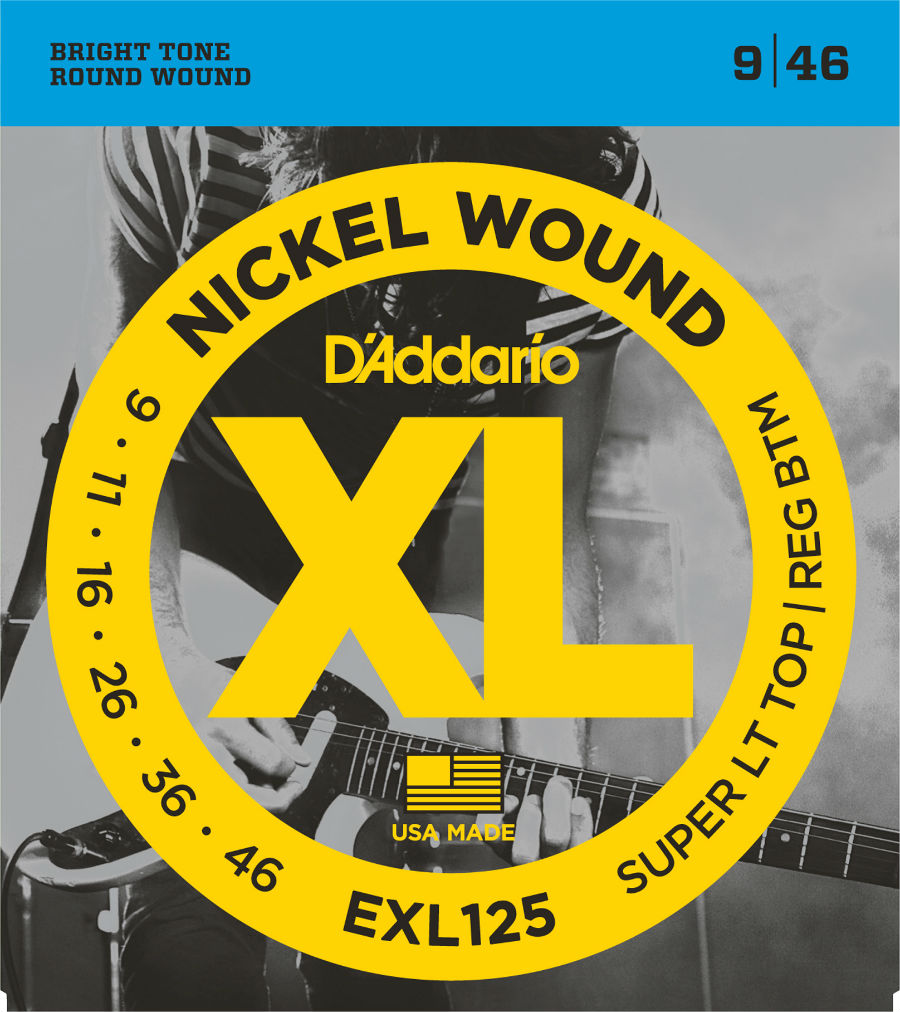 BRIGHT TONE
ROUND WOUND
9|46
NICKEL WOUND
D'Addario
XL
9 · 11 · 16 · 26 · 36 · 46
SUPER LT TOP | REG BTM
USA MADE
EXL125